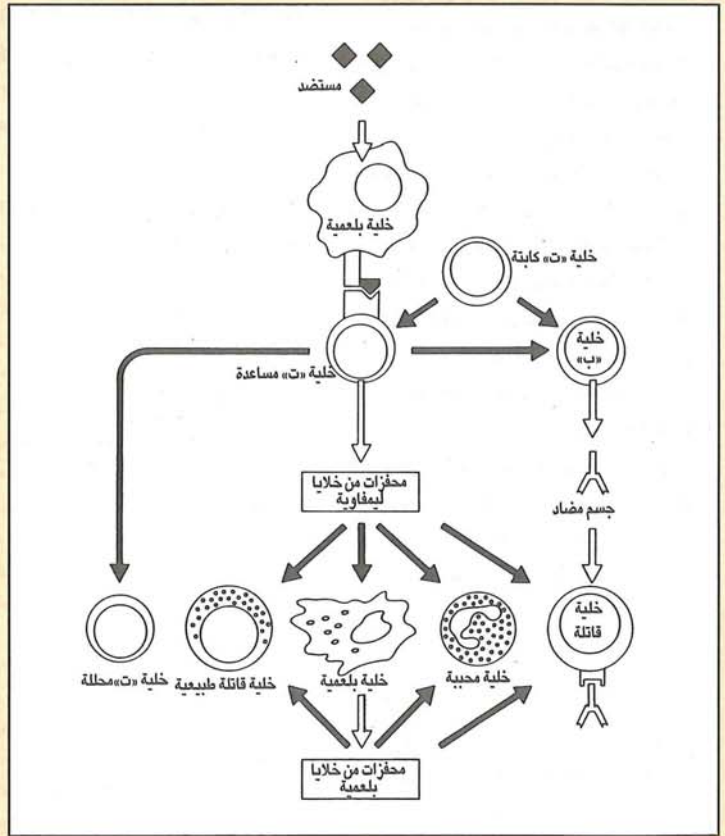 مستضد
خلية بلعمية
خلية «ت» كابتة
خلية
«ب»
خلية «ت» مساعدة
محفزات من خلايا
ليمفاوية
جسم مضاد
خلية
قاتلة
خلية محببة
خلية بلعمية
خلية قاتلة طبيعية
خلية «ت» محللة
محفزات من خلايا
بلعمية